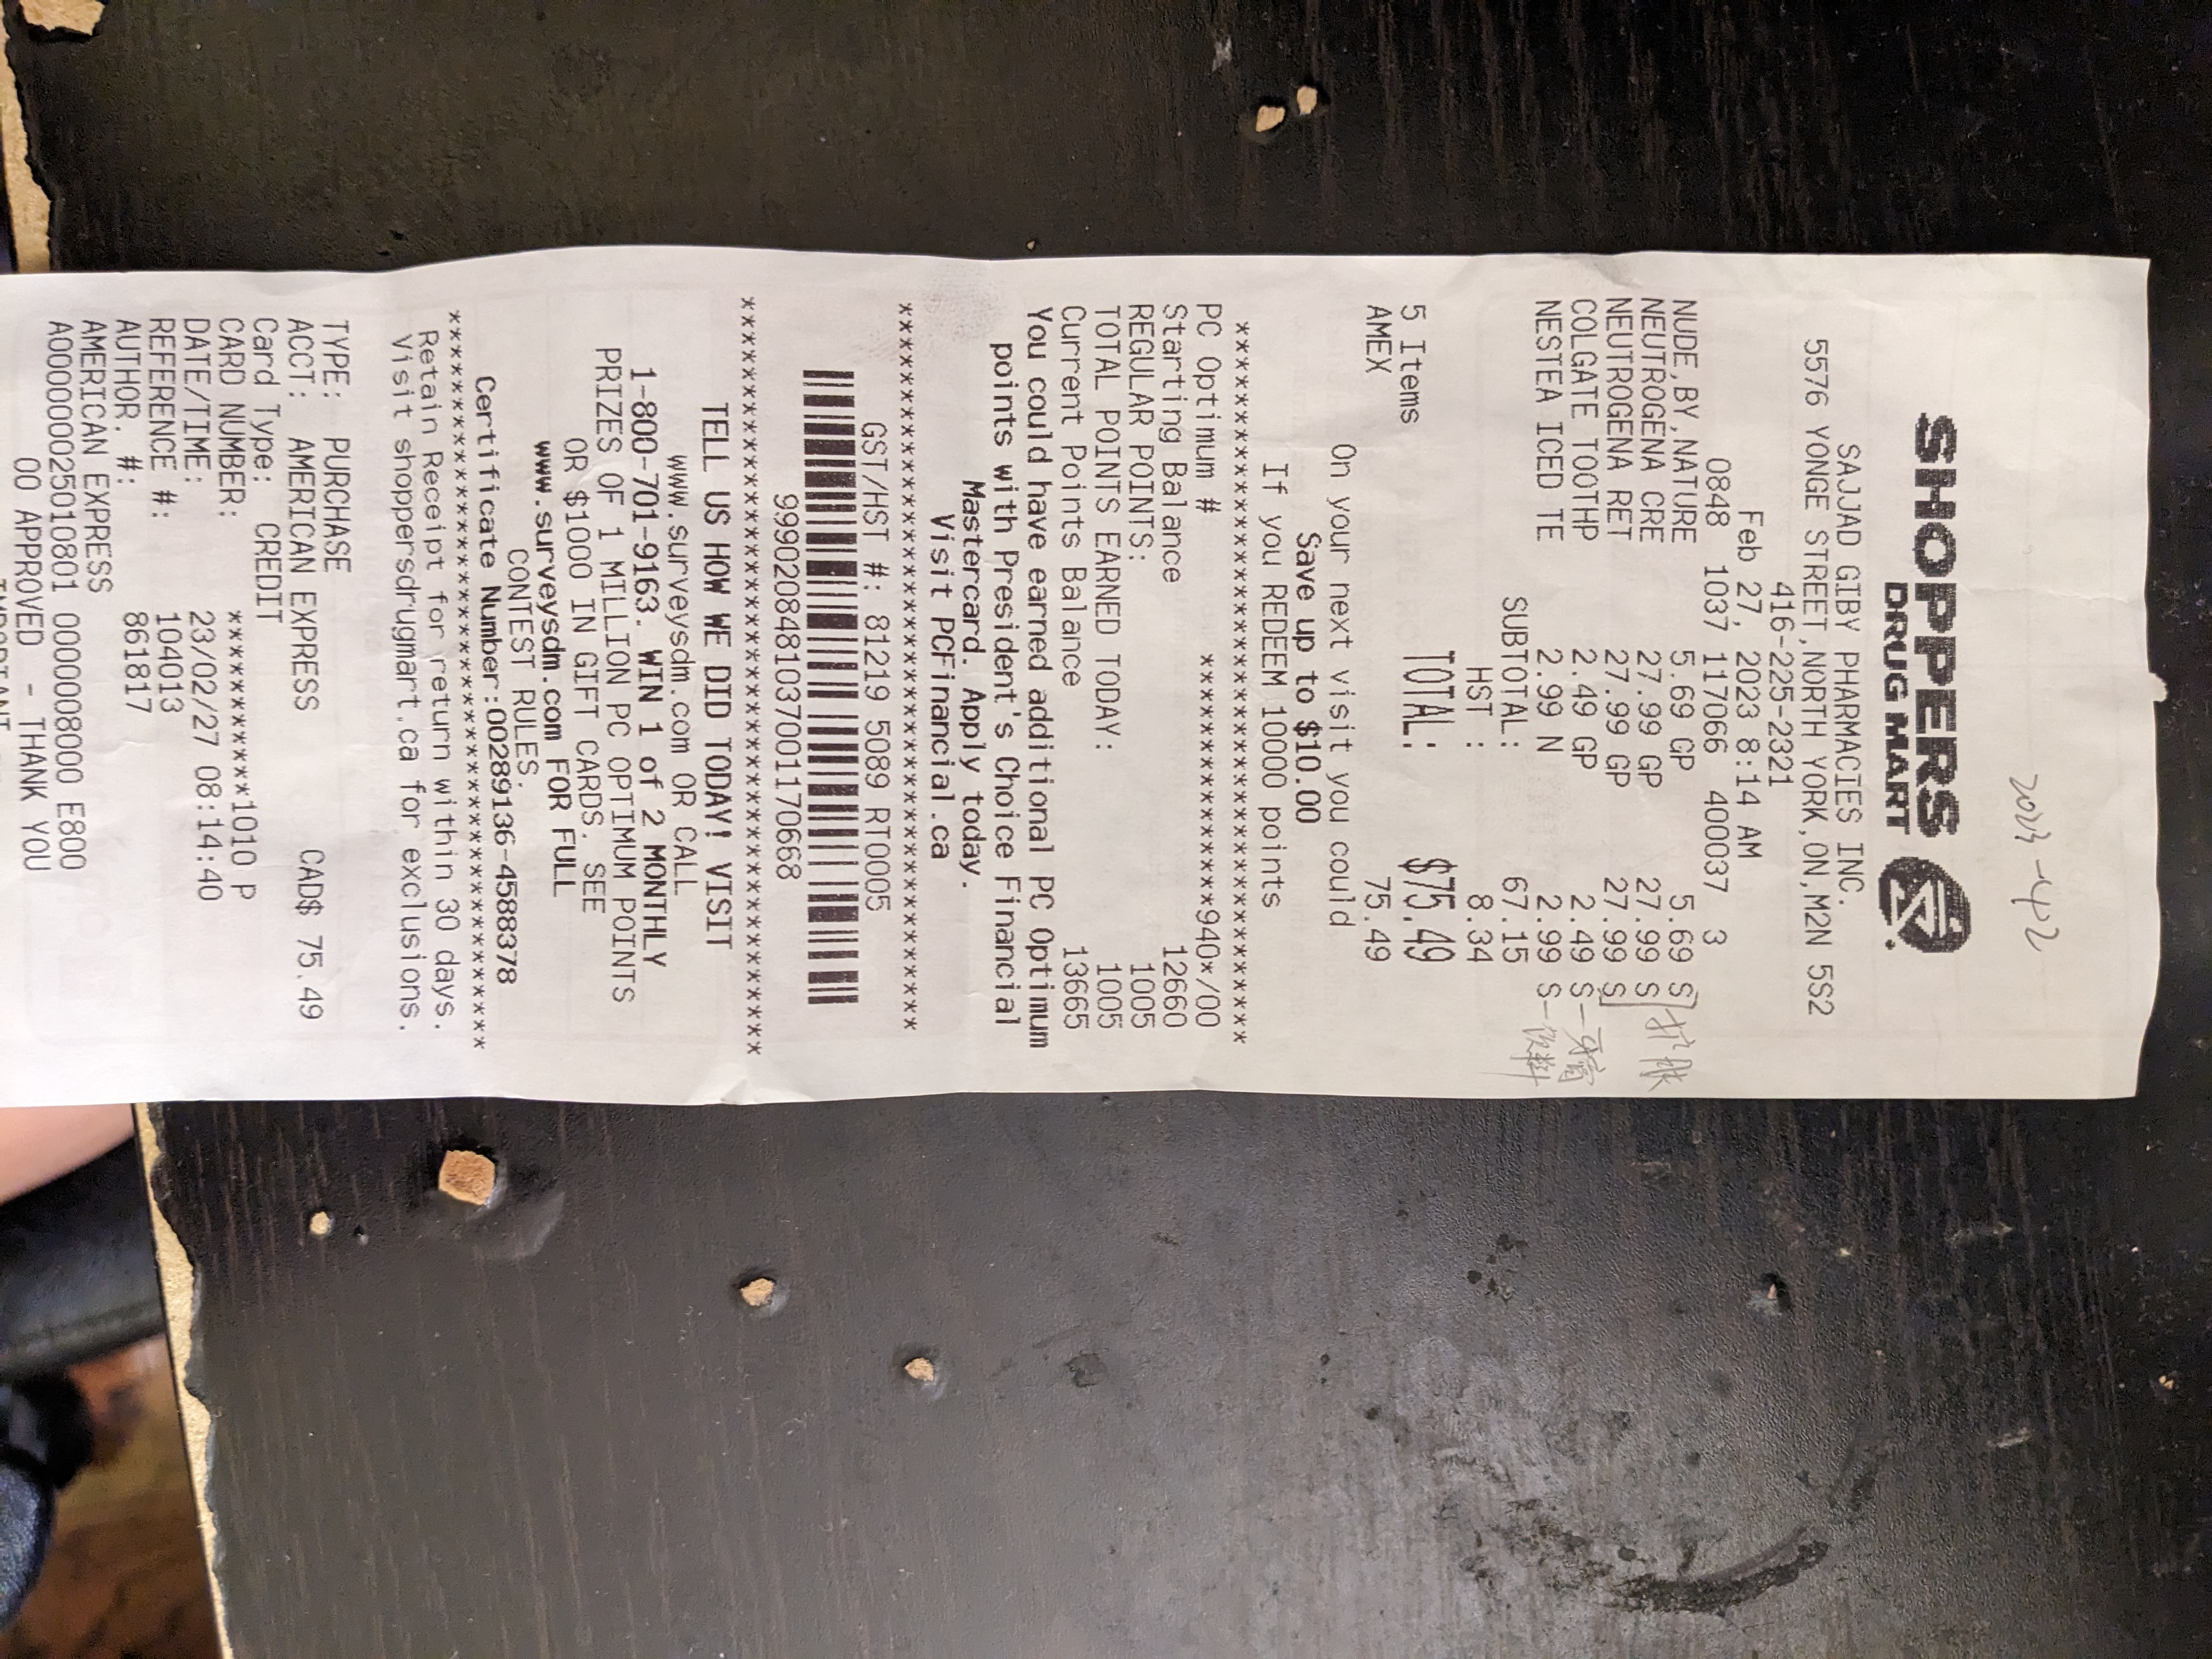 2023-42
SHOPPERS
DRUG MART
SAJJAD GIBY PHARMACIES INC.
5576 YONGE STREET,NORTH YORK,ON,M2N 5S2
416-225-2321
Feb 27, 2023 8:14 AM
0848 1037 117066 400037 3
NUDE,BY,NATURE 5.69 GP 5.69 S
NEUTROGENA CRE 27.99 GP 27.99 S 护肤
NEUTROGENA RET 27.99 GP 27.99 S
COLGATE TOOTHP 2.49 GP 2.49 S - 牙膏
NESTEA ICED TE 2.99 N 2.99 S - 饮料
SUBTOTAL: 67.15
HST : 8.34
TOTAL: $75.49
5 Items
AMEX 75.49
On your next visit you could
Save up to $10.00
If you REDEEM 10000 points
******************************************
PC Optimum # ************940*/00
Starting Balance 12660
REGULAR POINTS: 1005
TOTAL POINTS EARNED TODAY: 1005
Current Points Balance 13665
You could have earned additional PC Optimum
points with President's Choice Financial
Mastercard. Apply today.
Visit PCFinancial.ca
******************************************
GST/HST #: 81219 5089 RT0005
9990208481037001170668
******************************************
TELL US HOW WE DID TODAY! VISIT
www.surveysdm.com OR CALL
1-800-701-9163. WIN 1 of 2 MONTHLY
PRIZES OF 1 MILLION PC OPTIMUM POINTS
OR $1000 IN GIFT CARDS. SEE
www.surveysdm.com FOR FULL
CONTEST RULES.
Certificate Number:00289136-4588378
******************************************
Retain Receipt for return within 30 days.
Visit shoppersdrugmart.ca for exclusions.
TYPE: PURCHASE
ACCT: AMERICAN EXPRESS CAD$ 75.49
Card Type: CREDIT
CARD NUMBER: ************1010 P
DATE/TIME: 23/02/27 08:14:40
REFERENCE #: 104013
AUTHOR. #: 861817
AMERICAN EXPRESS
A000000025010801 0000008000 E800
00 APPROVED - THANK YOU